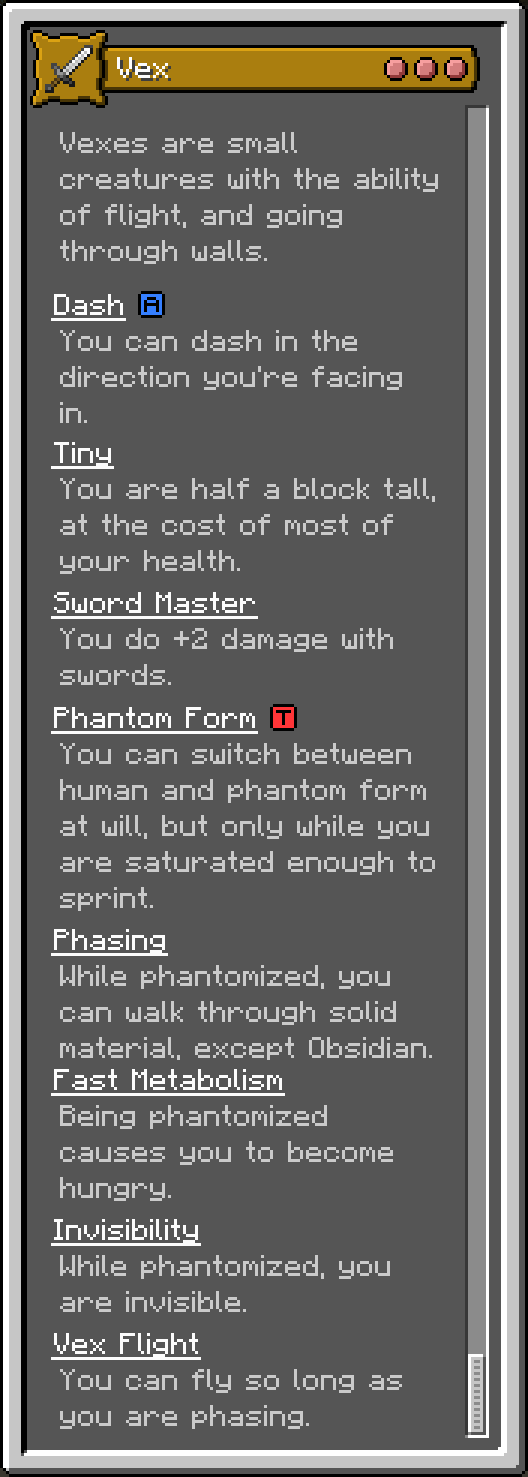 Vex
Vexes are small
creatures with the ability
of flight, and going
through walls.
Dash A
You can dash in the
direction you're facing
in.
Tiny
You are half a block tall,
at the cost of most of
your health.
Sword Master
You do +2 damage with
swords.
Phantom Form T
You can switch between
human and phantom form
at will, but only while you
are saturated enough to
sprint.
Phasing
While phantomized, you
can walk through solid
material, except Obsidian.
Fast Metabolism
Being phantomized
causes you to become
hungry.
Invisibility
While phantomized, you
are invisible.
Vex Flight
You can fly so long as
you are phasing.